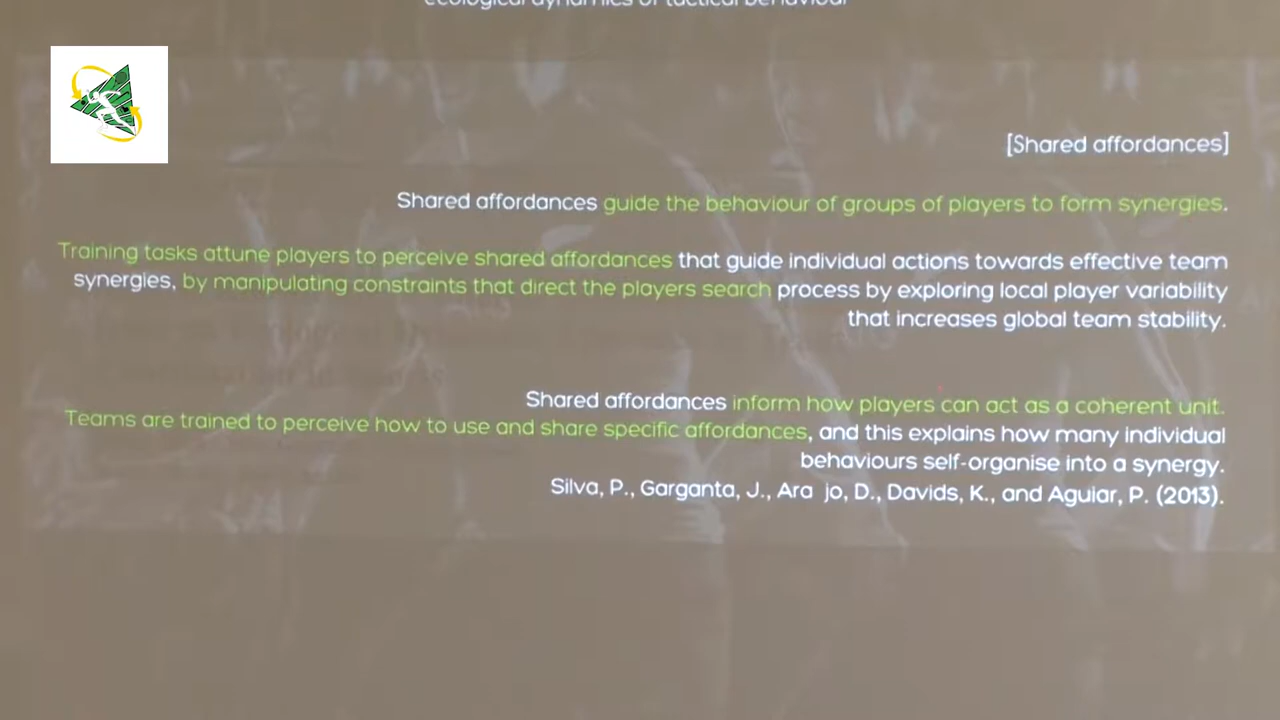 ecological dynamics of tactical behaviour
[Shared affordances]
Shared affordances guide the behaviour of groups of players to form synergies.
Training tasks attune players to perceive shared affordances that guide individual actions towards effective team
synergies, by manipulating constraints that direct the players search process by exploring local player variability
that increases global team stability.
Shared affordances inform how players can act as a coherent unit.
Teams are trained to perceive how to use and share specific affordances, and this explains how many individual
behaviours self-organise into a synergy.
Silva, P., Garganta, J., Ara jo, D., Davids, K., and Aguiar, P. (2013).